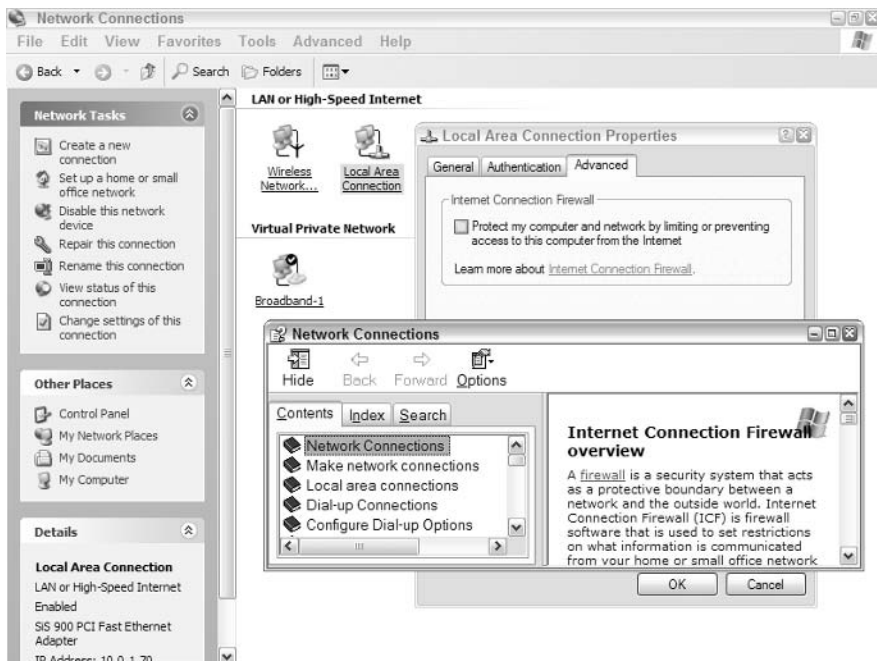 Network Connections
File Edit View Favorites Tools Advanced Help
Back Search Folders
Network Tasks
Create a new
connection
Set up a home or small
office network
Disable this network
device
Repair this connection
Rename this connection
View status of this
connection
Change settings of this
connection
Other Places
Control Panel
My Network Places
My Documents
My Computer
Details
Local Area Connection
LAN or High-Speed Internet
Enabled
SiS 900 PCI Fast Ethernet
Adapter
IP Address: 10.0.1.70
LAN or High-Speed Internet
Wireless
Network...
Local Area
Connection
Virtual Private Network
Broadband-1
Local Area Connection Properties
General Authentication Advanced
Internet Connection Firewall
Protect my computer and network by limiting or preventing
access to this computer from the Internet
Learn more about Internet Connection Firewall.
Network Connections
Hide Back Forward Options
Contents Index Search
Network Connections
Make network connections
Local area connections
Dial-up Connections
Configure Dial-up Options
Internet Connection Firewall
overview
A firewall is a security system that acts
as a protective boundary between a
network and the outside world. Internet
Connection Firewall (ICF) is firewall
software that is used to set restrictions
on what information is communicated
from your home or small office network
OK Cancel